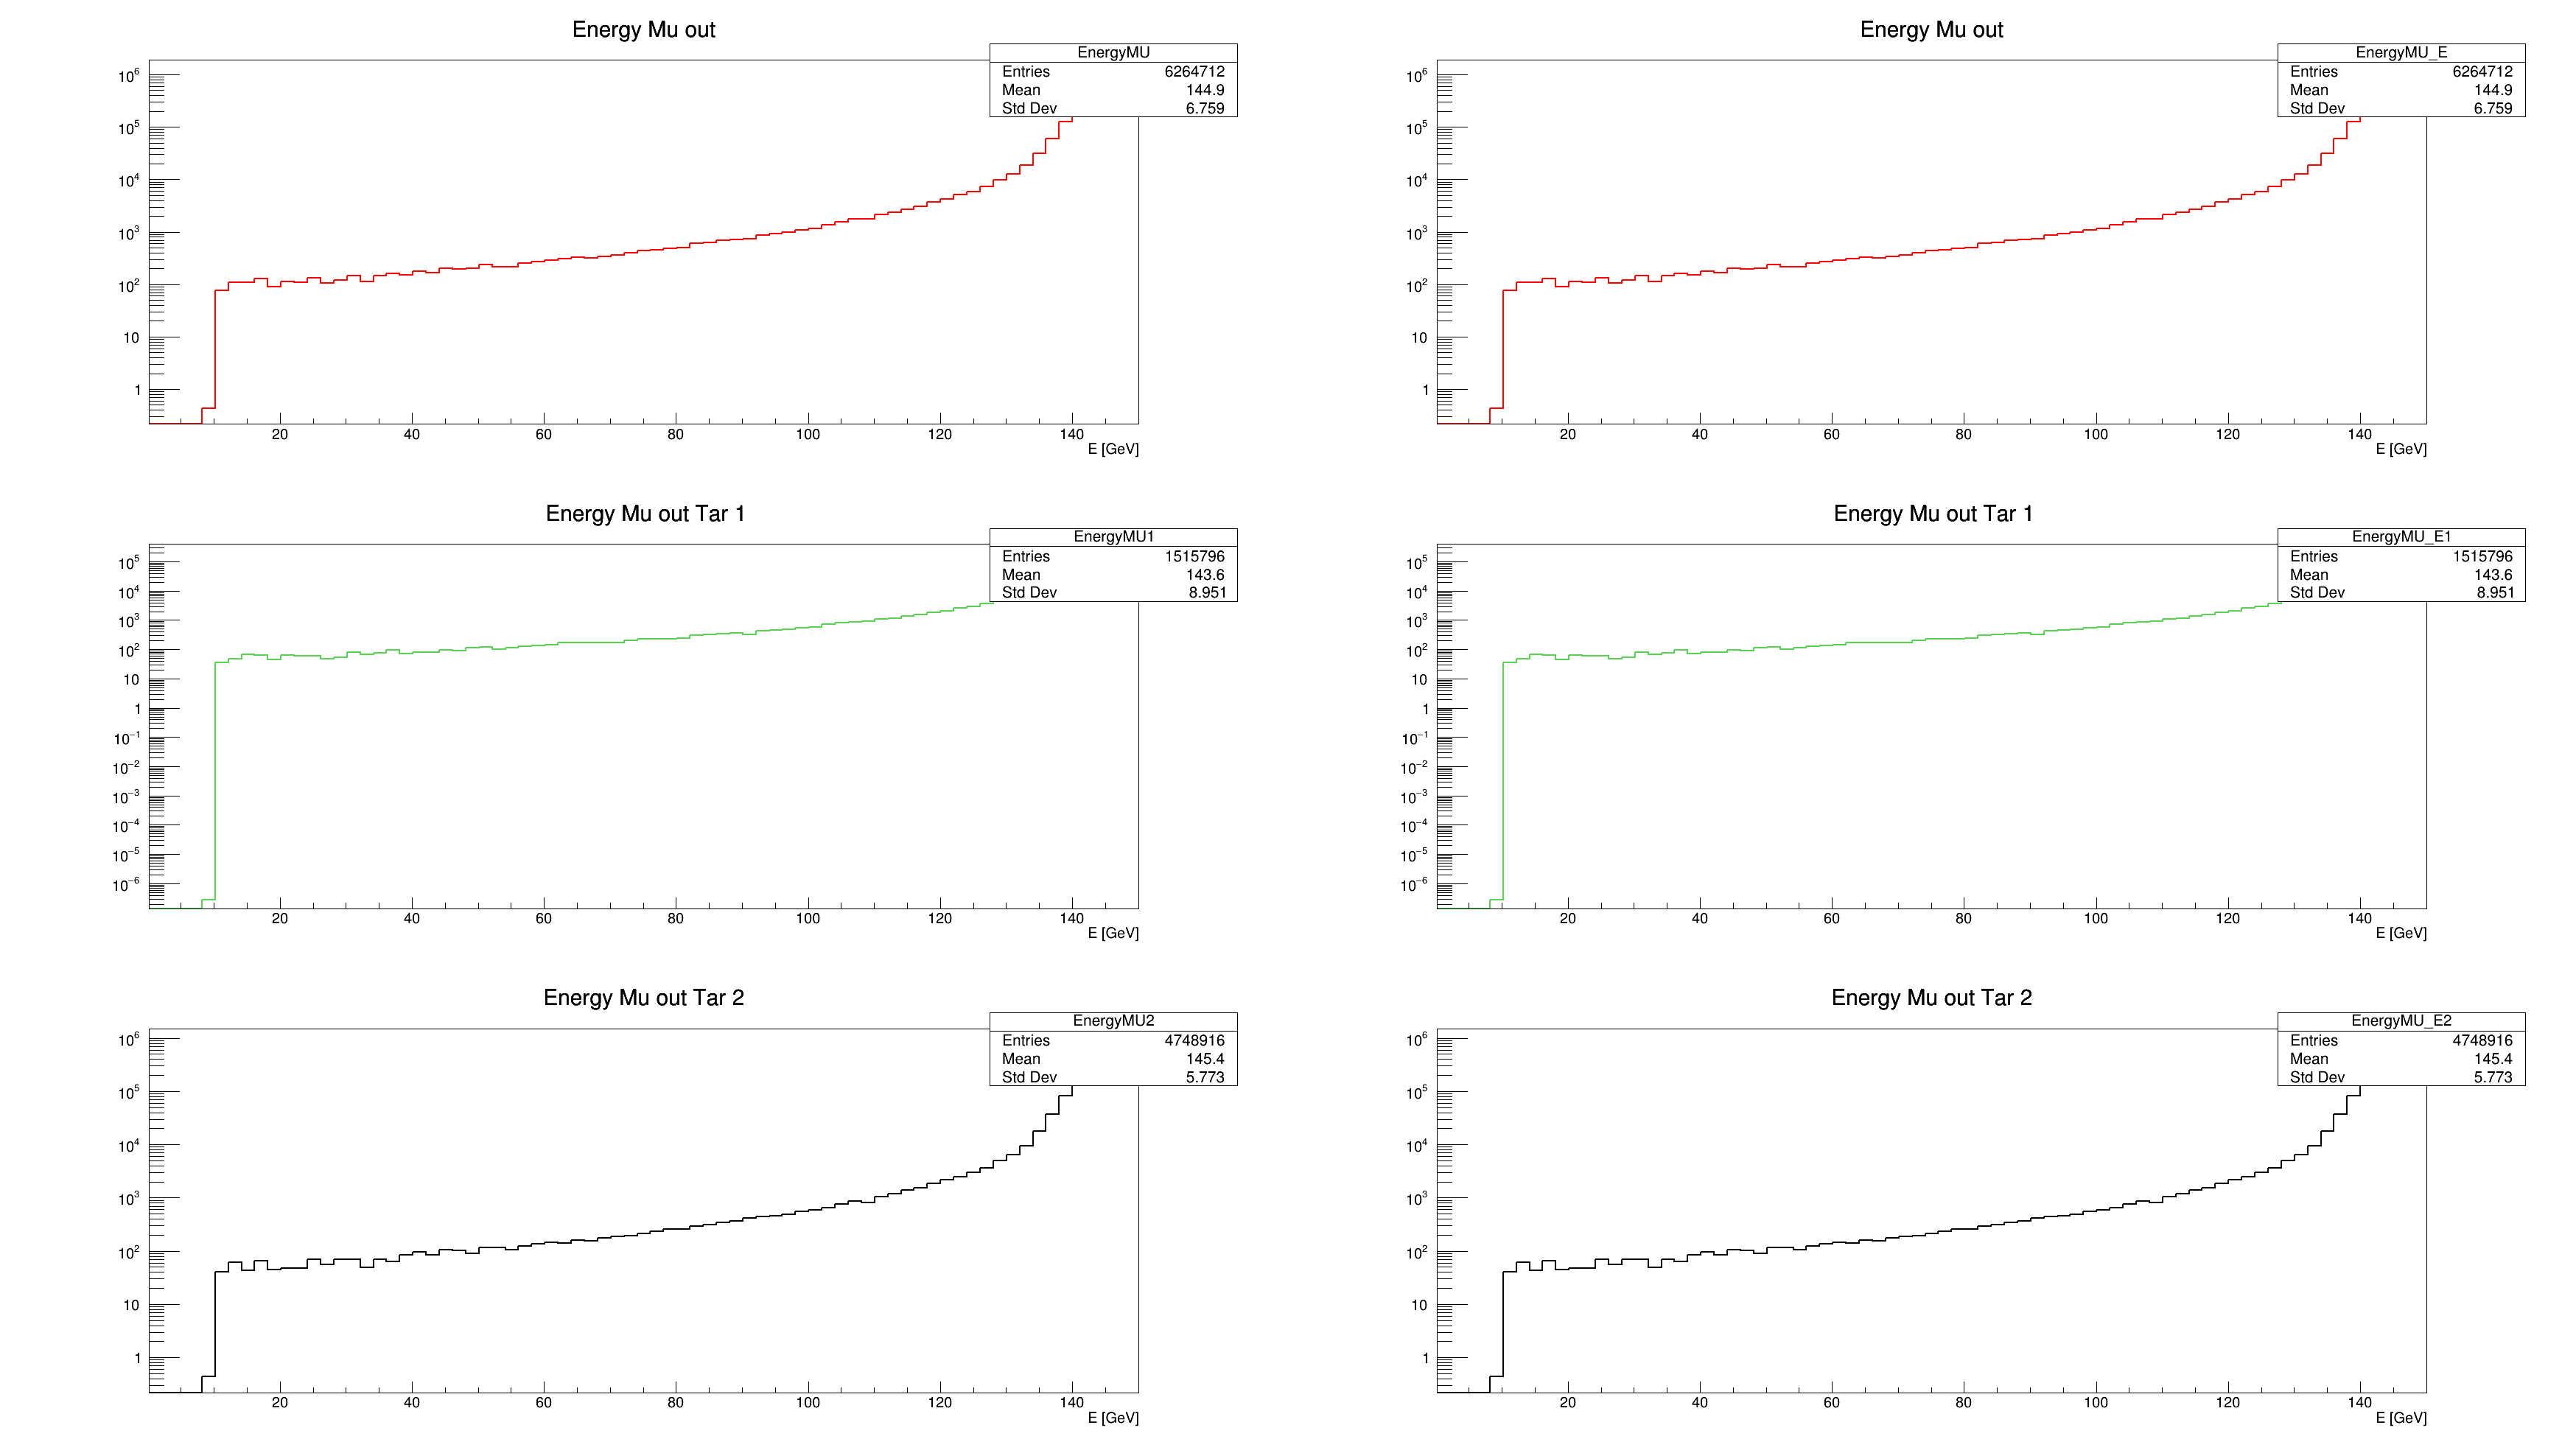 Energy Mu out
EnergyMU
Entries 6264712
Mean 144.9
Std Dev 6.759
10^6
10^5
10^4
10^3
10^2
10
1
20 40 60 80 100 120 140
E [GeV]
Energy Mu out
EnergyMU_E
Entries 6264712
Mean 144.9
Std Dev 6.759
10^6
10^5
10^4
10^3
10^2
10
1
20 40 60 80 100 120 140
E [GeV]
Energy Mu out Tar 1
EnergyMU1
Entries 1515796
Mean 143.6
Std Dev 8.951
10^5
10^4
10^3
10^2
10
1
10^−1
10^−2
10^−3
10^−4
10^−5
10^−6
20 40 60 80 100 120 140
E [GeV]
Energy Mu out Tar 1
EnergyMU_E1
Entries 1515796
Mean 143.6
Std Dev 8.951
10^5
10^4
10^3
10^2
10
1
10^−1
10^−2
10^−3
10^−4
10^−5
10^−6
20 40 60 80 100 120 140
E [GeV]
Energy Mu out Tar 2
EnergyMU2
Entries 4748916
Mean 145.4
Std Dev 5.773
10^6
10^5
10^4
10^3
10^2
10
1
20 40 60 80 100 120 140
E [GeV]
Energy Mu out Tar 2
EnergyMU_E2
Entries 4748916
Mean 145.4
Std Dev 5.773
10^6
10^5
10^4
10^3
10^2
10
1
20 40 60 80 100 120 140
E [GeV]